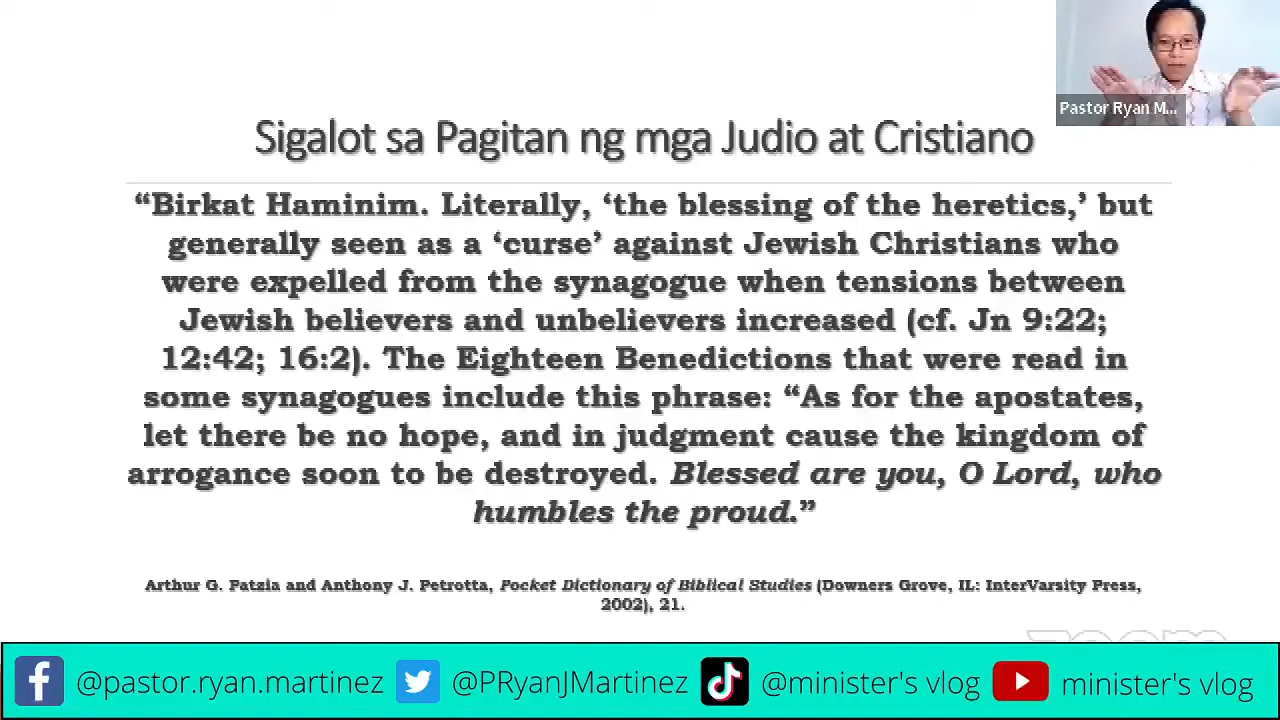 Pastor Ryan M...
Sigalot sa Pagitan ng mga Judio at Cristiano
“Birkat Haminim. Literally, ‘the blessing of the heretics,’ but
generally seen as a ‘curse’ against Jewish Christians who
were expelled from the synagogue when tensions between
Jewish believers and unbelievers increased (cf. Jn 9:22;
12:42; 16:2). The Eighteen Benedictions that were read in
some synagogues include this phrase: “As for the apostates,
let there be no hope, and in judgment cause the kingdom of
arrogance soon to be destroyed. Blessed are you, O Lord, who
humbles the proud.”
Arthur G. Patzia and Anthony J. Petrotta, Pocket Dictionary of Biblical Studies (Downers Grove, IL: InterVarsity Press,
2002), 21.
zoom
@pastor.ryan.martinez @PRyanJMartinez @minister's vlog minister's vlog